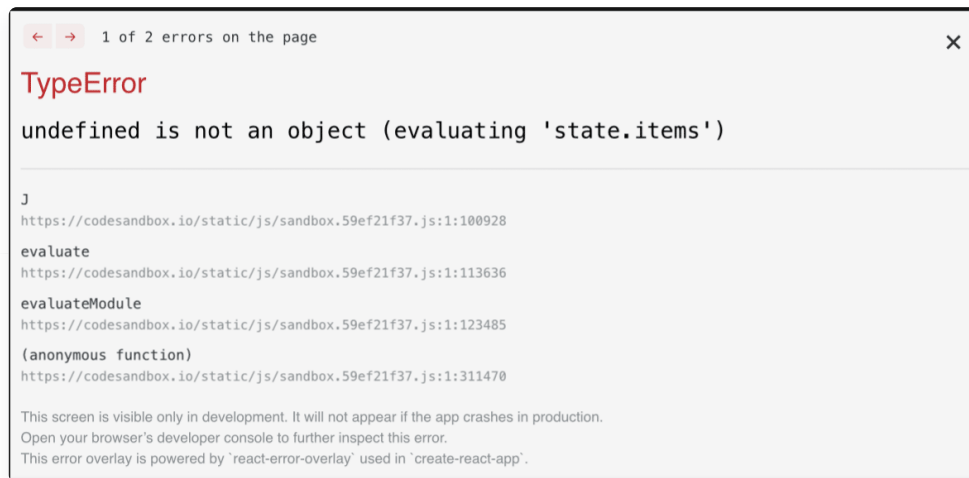 ← → 1 of 2 errors on the page ×
TypeError
undefined is not an object (evaluating 'state.items')
J
https://codesandbox.io/static/js/sandbox.59ef21f37.js:1:100928
evaluate
https://codesandbox.io/static/js/sandbox.59ef21f37.js:1:113636
evaluateModule
https://codesandbox.io/static/js/sandbox.59ef21f37.js:1:123485
(anonymous function)
https://codesandbox.io/static/js/sandbox.59ef21f37.js:1:311470
This screen is visible only in development. It will not appear if the app crashes in production.
Open your browser’s developer console to further inspect this error.
This error overlay is powered by `react-error-overlay` used in `create-react-app`.